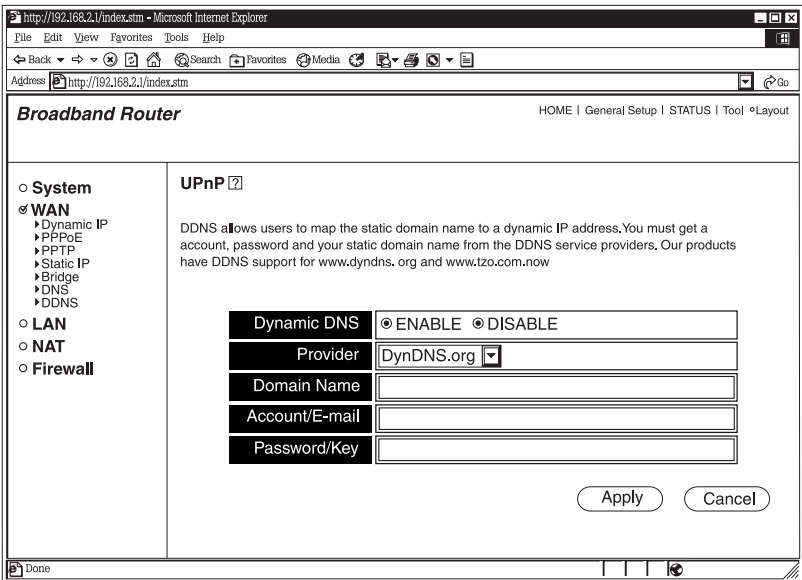 http://192.168.2.1/index.stm - Microsoft Internet Explorer
File Edit View Favorites Tools Help
Back Search Favorites Media
Address http://192.168.2.1/index.stm Go
Broadband Router
HOME | General Setup | STATUS | Tool Layout
System
WAN
Dynamic IP
PPPoE
PPTP
Static IP
Bridge
DNS
DDNS
LAN
NAT
Firewall
UPnP ?
DDNS allows users to map the static domain name to a dynamic IP address.You must get a
account, password and your static domain name from the DDNS service providers. Our products
have DDNS support for www.dyndns. org and www.tzo.com.now
Dynamic DNS ENABLE DISABLE
Provider DynDNS.org
Domain Name
Account/E-mail
Password/Key
Apply Cancel
Done